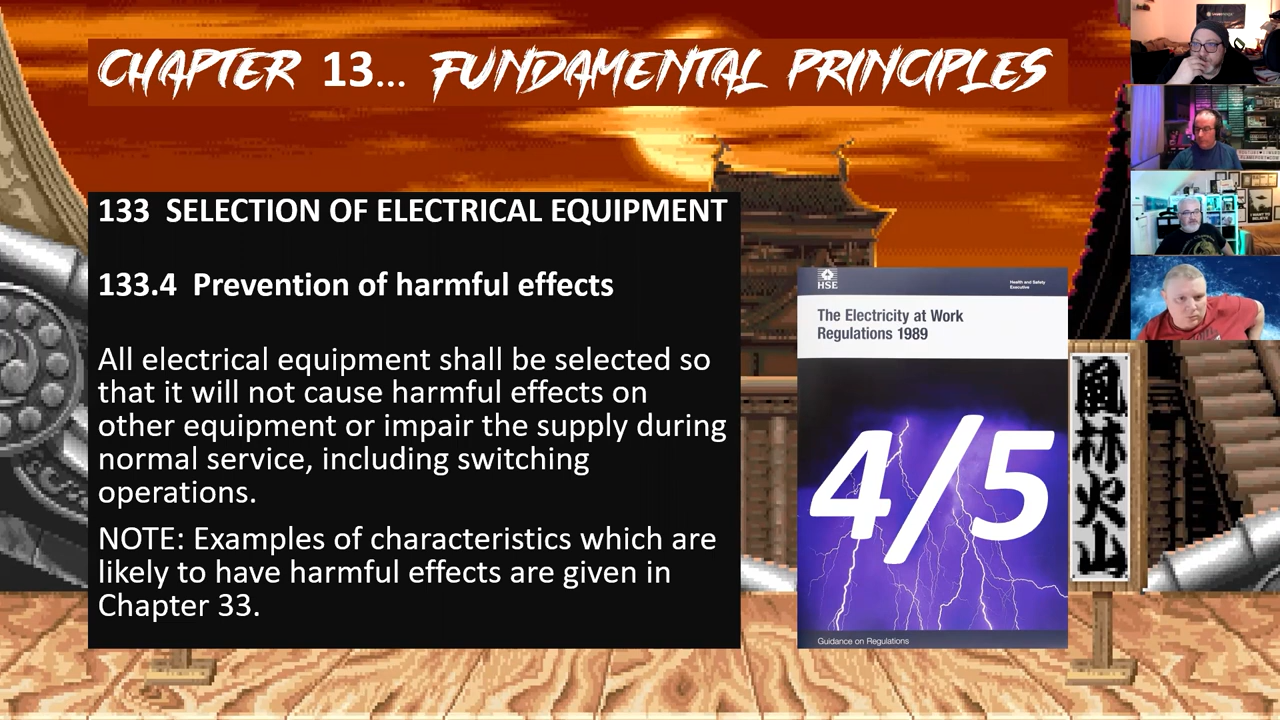 CHAPTER 13... FUNDAMENTAL PRINCIPLES
133 SELECTION OF ELECTRICAL EQUIPMENT
133.4 Prevention of harmful effects
All electrical equipment shall be selected so
that it will not cause harmful effects on
other equipment or impair the supply during
normal service, including switching
operations.
NOTE: Examples of characteristics which are
likely to have harmful effects are given in
Chapter 33.
HSE
Health and Safety
Executive
The Electricity at Work
Regulations 1989
4/5
Guidance on Regulations
風林火山
I WANT TO
BELIEVE